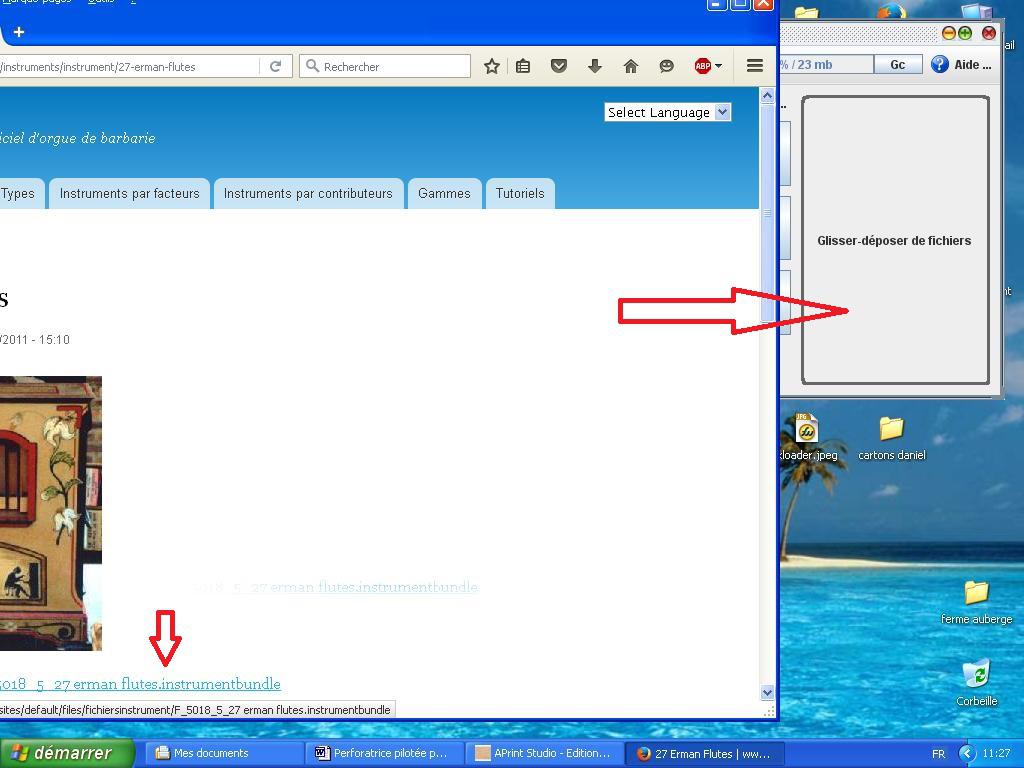 Marque-pages Outils ?
+
/instruments/instrument/27-erman-flutes
Rechercher
ABP
% / 23 mb
Gc
Aide ...
ail
Select Language
iciel d'orgue de barbarie
Types
Instruments par facteurs
Instruments par contributeurs
Gammes
Tutoriels
Glisser-déposer de fichiers
s
/2011 - 15:10
JPG
loader.jpeg
cartons daniel
5018_5_27 erman flutes.instrumentbundle
ferme auberge
5018_5_27 erman flutes.instrumentbundle
sites/default/files/fichiersinstrument/F_5018_5_27 erman flutes.instrumentbundle
Corbeille
démarrer
Mes documents
Perforatrice pilotée p...
APrint Studio - Edition...
27 Erman Flutes | ww...
FR
11:27